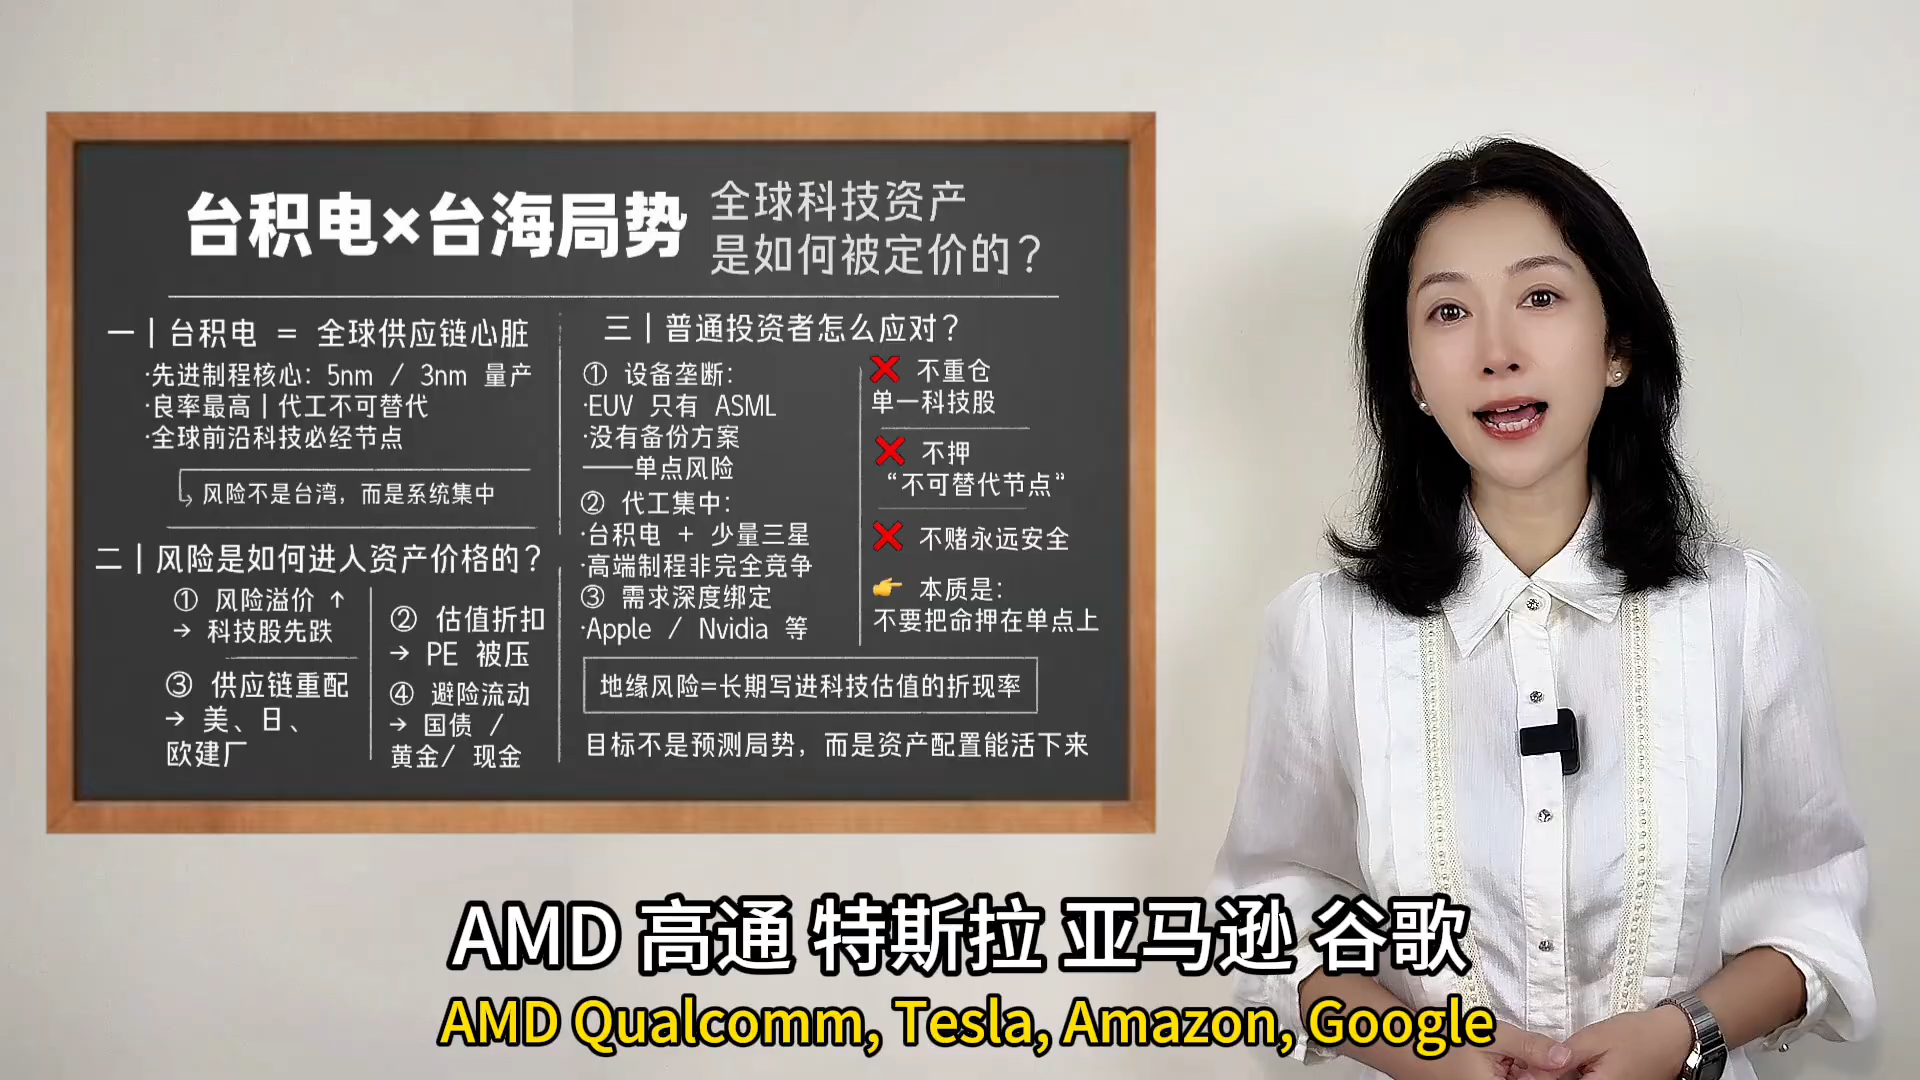 台积电×台海局势
全球科技资产
是如何被定价的？
一｜台积电 = 全球供应链心脏
·先进制程核心：5nm / 3nm 量产
·良率最高｜代工不可替代
·全球前沿科技必经节点
风险不是台湾，而是系统集中
二｜风险是如何进入资产价格的？
① 风险溢价 ↑
→ 科技股先跌
② 估值折扣
→ PE 被压
③ 供应链重配
→ 美、日、
欧建厂
④ 避险流动
→ 国债 /
黄金/ 现金
三｜普通投资者怎么应对？
① 设备垄断：
·EUV 只有 ASML
·没有备份方案
——单点风险
② 代工集中：
·台积电 + 少量三星
·高端制程非完全竞争
③ 需求深度绑定
·Apple / Nvidia 等
❌ 不重仓
单一科技股
❌ 不押
“不可替代节点”
❌ 不赌永远安全
👉 本质是：
不要把命押在单点上
地缘风险=长期写进科技估值的折现率
目标不是预测局势，而是资产配置能活下来
AMD 高通 特斯拉 亚马逊 谷歌
AMD Qualcomm, Tesla, Amazon, Google